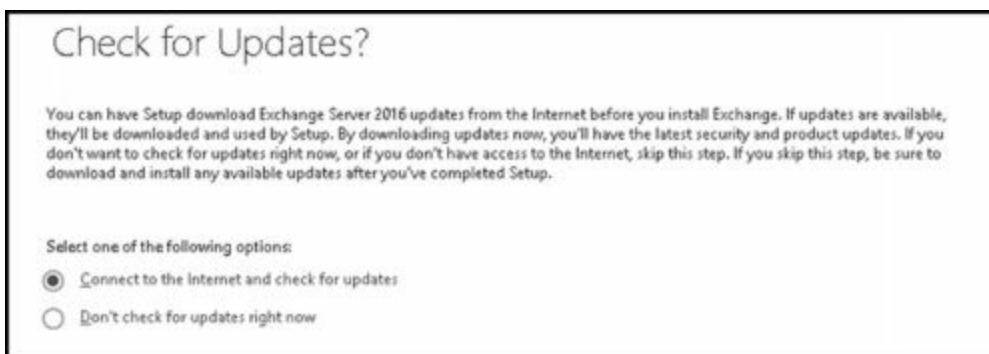 Check for Updates?
You can have Setup download Exchange Server 2016 updates from the Internet before you install Exchange. If updates are available,
they'll be downloaded and used by Setup. By downloading updates now, you'll have the latest security and product updates. If you
don't want to check for updates right now, or if you don't have access to the Internet, skip this step. If you skip this step, be sure to
download and install any available updates after you've completed Setup.
Select one of the following options:
Connect to the Internet and check for updates
Don't check for updates right now